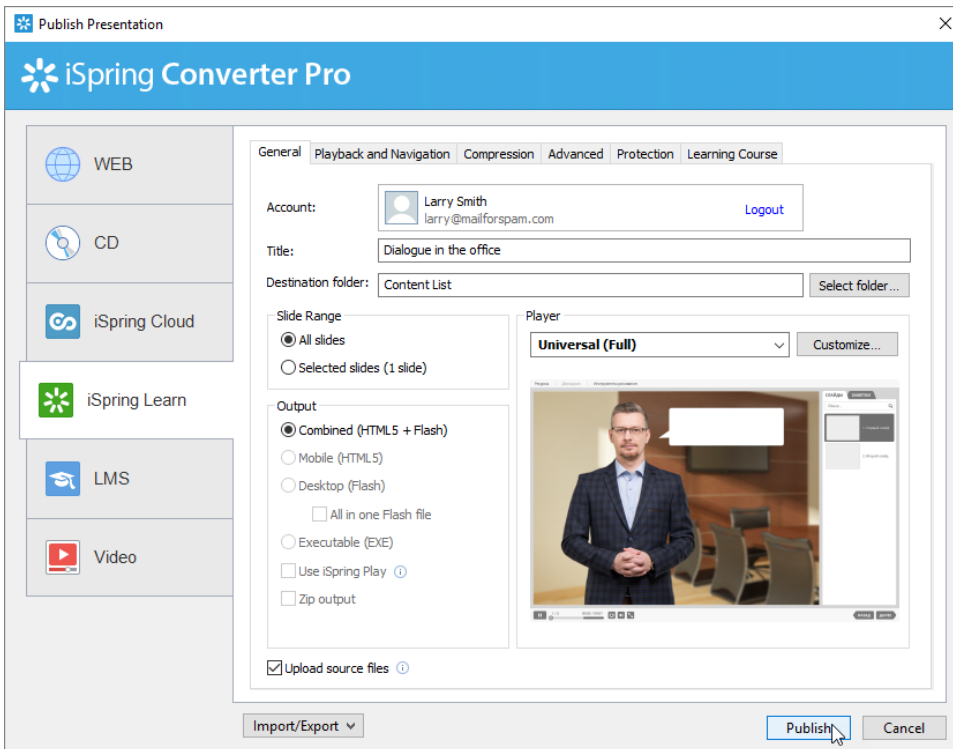 Publish Presentation
iSpring Converter Pro
WEB
CD
iSpring Cloud
iSpring Learn
LMS
Video
General Playback and Navigation Compression Advanced Protection Learning Course
Account:
Larry Smith
larry@mailforspam.com
Logout
Title:
Dialogue in the office
Destination folder:
Content List
Select folder...
Slide Range
All slides
Selected slides (1 slide)
Output
Combined (HTML5 + Flash)
Mobile (HTML5)
Desktop (Flash)
All in one Flash file
Executable (EXE)
Use iSpring Play
Zip output
Player
Universal (Full)
Customize...
Upload source files
Import/Export
Publish
Cancel